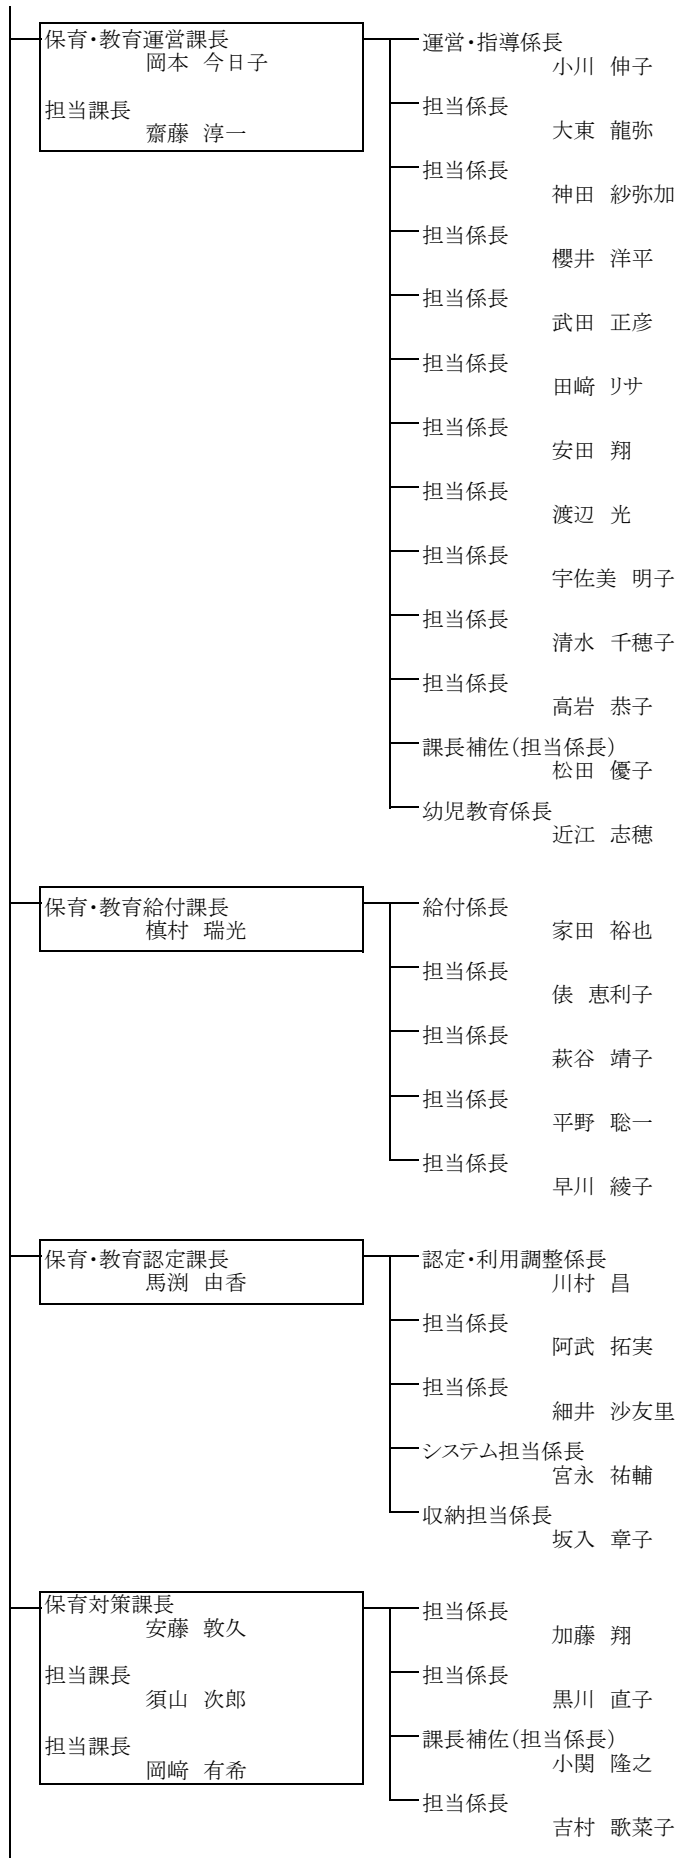 保育・教育運営課長
岡本 今日子
担当課長
齋藤 淳一
運営・指導係長
小川 伸子
担当係長
大東 龍弥
担当係長
神田 紗弥加
担当係長
櫻井 洋平
担当係長
武田 正彦
担当係長
田﨑 リサ
担当係長
安田 翔
担当係長
渡辺 光
担当係長
宇佐美 明子
担当係長
清水 千穂子
担当係長
高岩 恭子
課長補佐(担当係長)
松田 優子
幼児教育係長
近江 志穂
保育・教育給付課長
槙村 瑞光
給付係長
家田 裕也
担当係長
俵 恵利子
担当係長
萩谷 靖子
担当係長
平野 聡一
担当係長
早川 綾子
保育・教育認定課長
馬渕 由香
認定・利用調整係長
川村 昌
担当係長
阿武 拓実
担当係長
細井 沙友里
システム担当係長
宮永 祐輔
収納担当係長
坂入 章子
保育対策課長
安藤 敦久
担当課長
須山 次郎
担当課長
岡﨑 有希
担当係長
加藤 翔
担当係長
黒川 直子
課長補佐(担当係長)
小関 隆之
担当係長
吉村 歌菜子